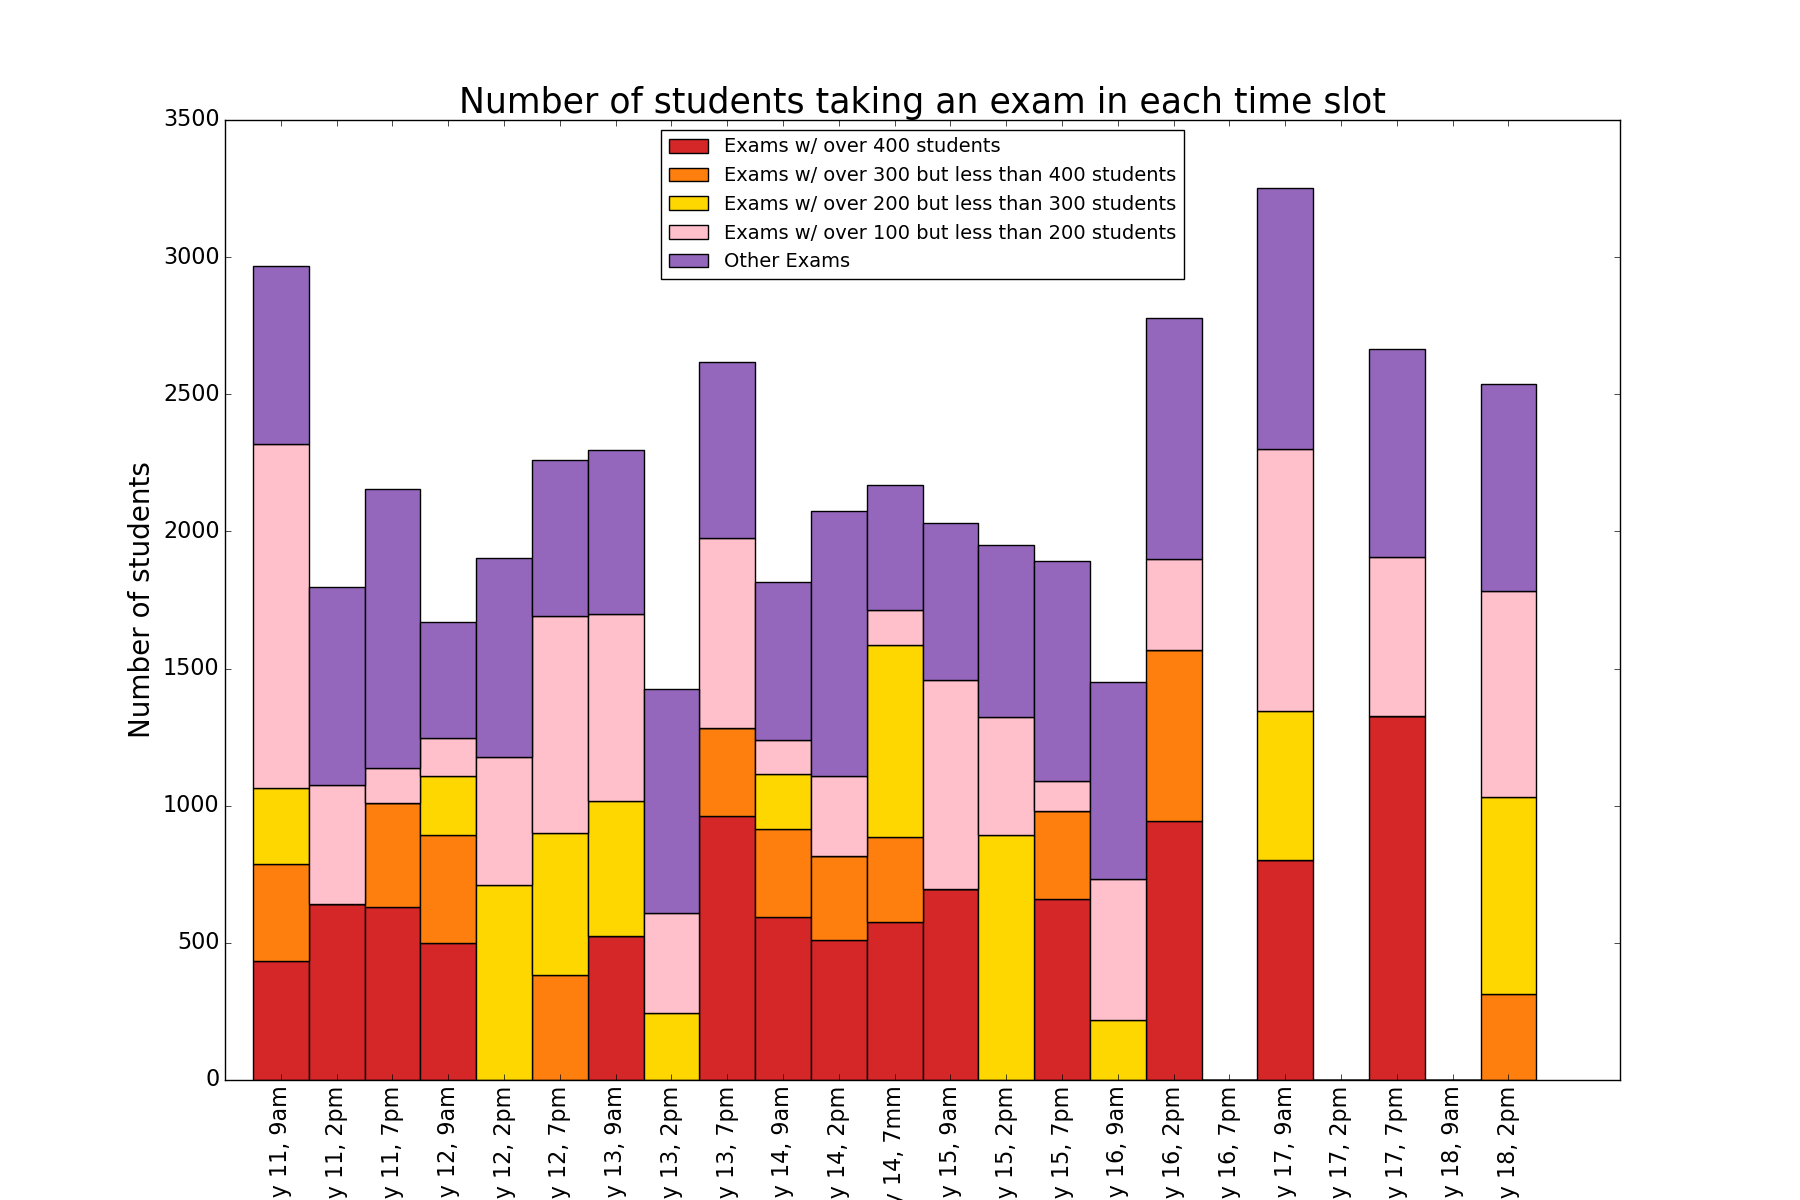 Number of students taking an exam in each time slot
Exams w/ over 400 students
Exams w/ over 300 but less than 400 students
Exams w/ over 200 but less than 300 students
Exams w/ over 100 but less than 200 students
Other Exams
3500
3000
2500
2000
1500
1000
500
0
Number of students
y 11, 9am
y 11, 2pm
y 11, 7pm
y 12, 9am
y 12, 2pm
y 12, 7pm
y 13, 9am
y 13, 2pm
y 13, 7pm
y 14, 9am
y 14, 2pm
y 14, 7mm
y 15, 9am
y 15, 2pm
y 15, 7pm
y 16, 9am
y 16, 2pm
y 16, 7pm
y 17, 9am
y 17, 2pm
y 17, 7pm
y 18, 9am
y 18, 2pm